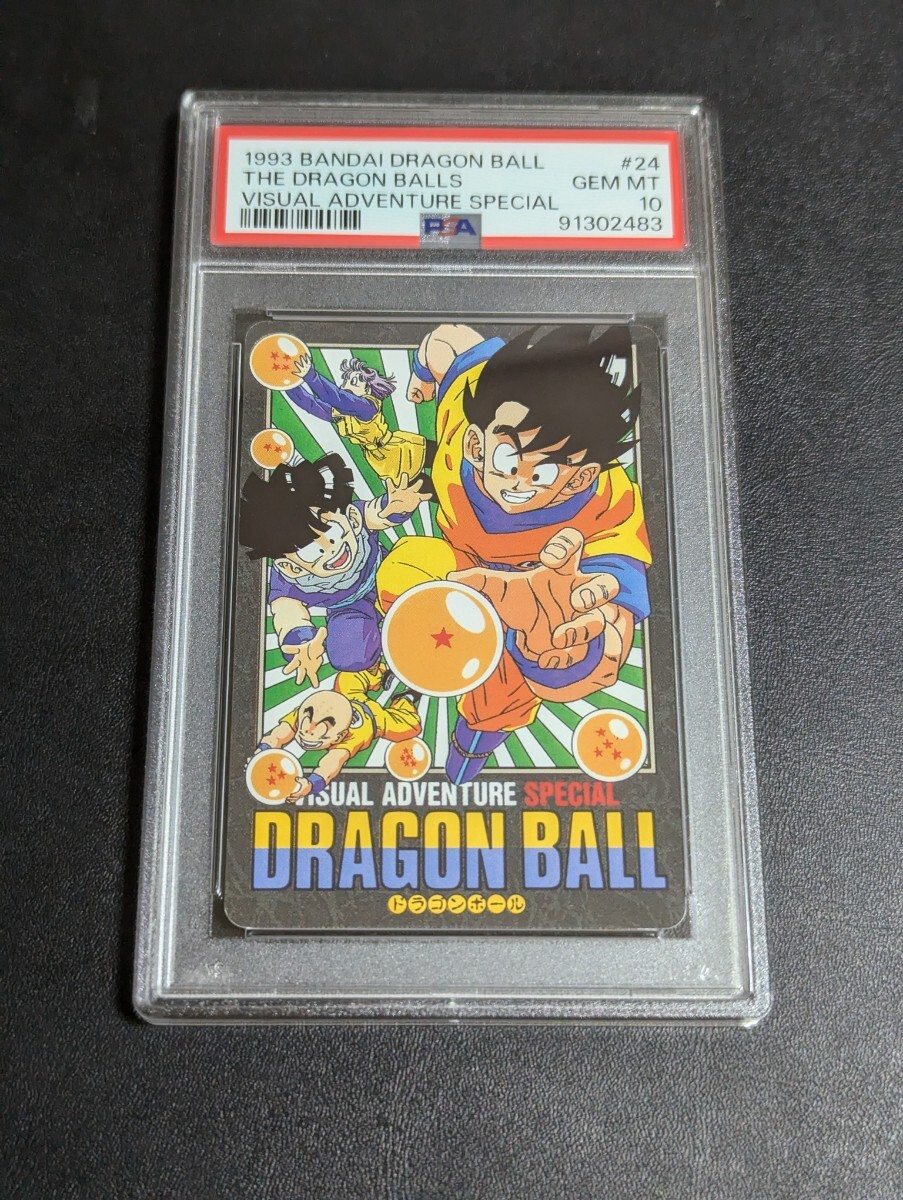 1993 BANDAI DRAGON BALL #24
THE DRAGON BALLS GEM MT
VISUAL ADVENTURE SPECIAL 10
PSA 91302483
VISUAL ADVENTURE SPECIAL
DRAGON BALL
ドラゴンボール